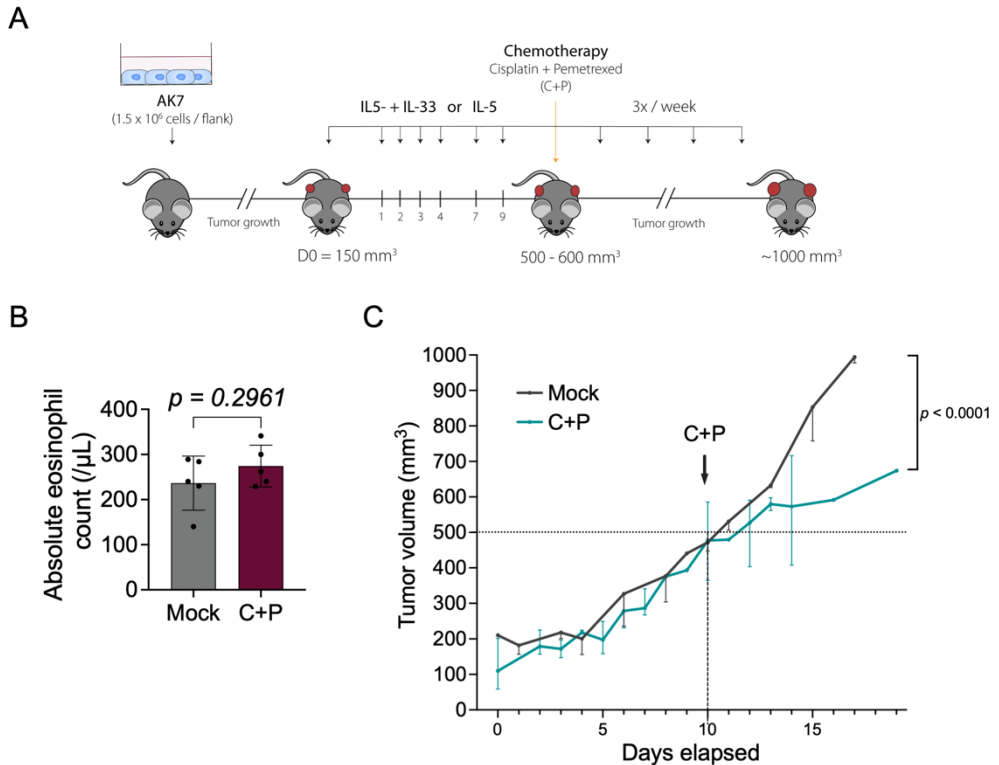 A
AK7
(1.5 x 10⁶ cells / flank)
Chemotherapy
Cisplatin + Pemetrexed
(C+P)
IL5- + IL-33 or IL-5
3x / week
Tumor growth
1
2
3
4
7
9
Tumor growth
D0 = 150 mm³
500 - 600 mm³
~1000 mm³
B
p = 0.2961
Absolute eosinophil
count (/µL)
400
300
200
100
0
Mock
C+P
C
Tumor volume (mm³)
1000
900
800
700
600
500
400
300
200
100
0
Mock
C+P
C+P
p < 0.0001
0
5
10
15
Days elapsed